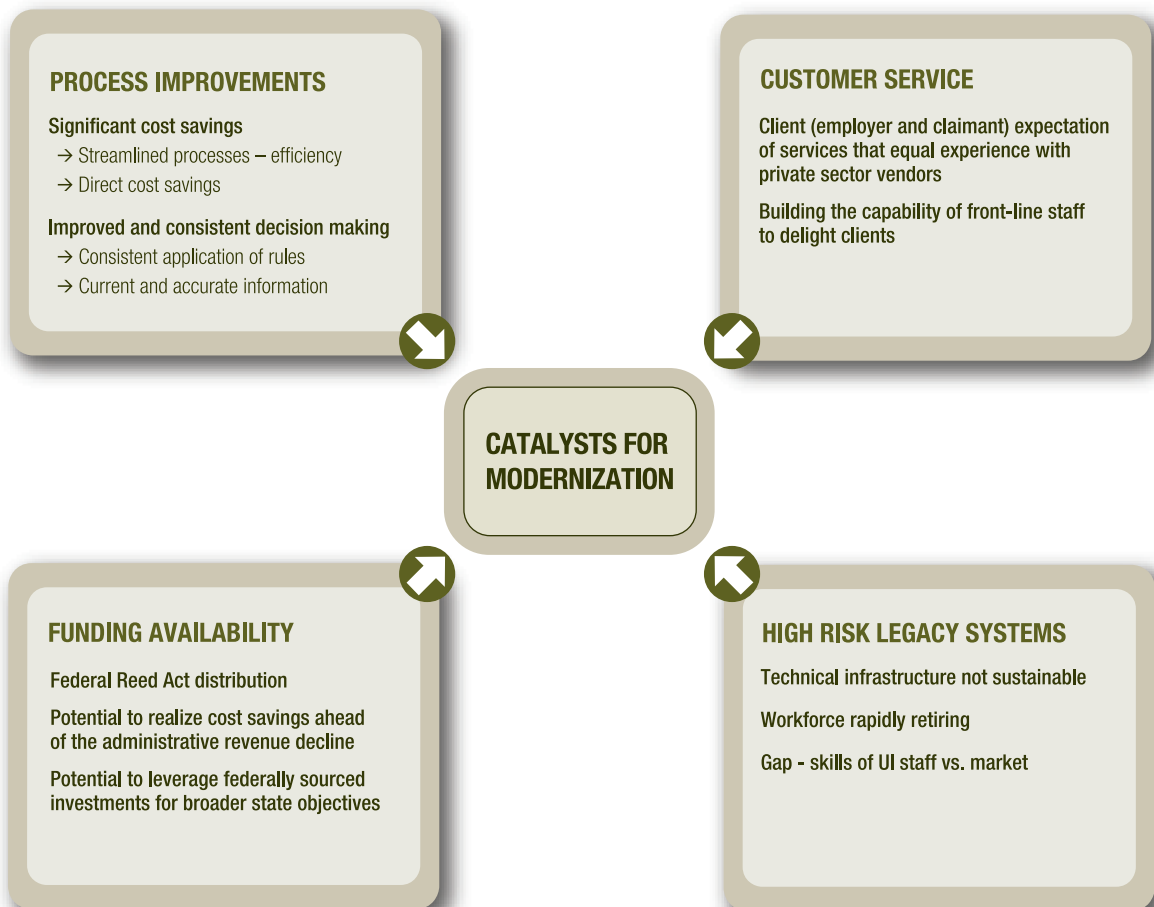 PROCESS IMPROVEMENTS
Significant cost savings
→ Streamlined processes – efficiency
→ Direct cost savings
Improved and consistent decision making
→ Consistent application of rules
→ Current and accurate information
CUSTOMER SERVICE
Client (employer and claimant) expectation
of services that equal experience with
private sector vendors
Building the capability of front-line staff
to delight clients
CATALYSTS FOR
MODERNIZATION
FUNDING AVAILABILITY
Federal Reed Act distribution
Potential to realize cost savings ahead
of the administrative revenue decline
Potential to leverage federally sourced
investments for broader state objectives
HIGH RISK LEGACY SYSTEMS
Technical infrastructure not sustainable
Workforce rapidly retiring
Gap - skills of UI staff vs. market